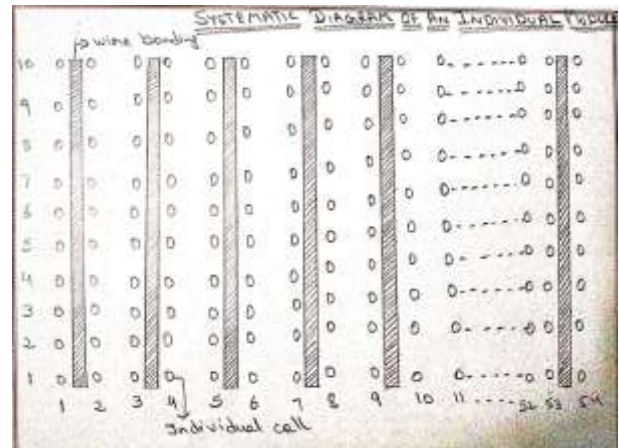 SYSTEMATIC DIAGRAM OF AN INDIVIDUAL MODULE
wire bonding
10
9
8
7
6
5
4
3
2
1
1 2 3 4 5 6 7 8 9 10 11 ...... 52 53 54
Individual cell